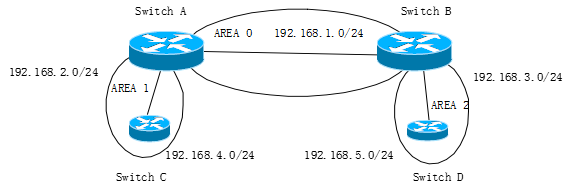 Switch A
Switch B
AREA 0
192.168.1.0/24
192.168.2.0/24
192.168.3.0/24
AREA 1
AREA 2
192.168.4.0/24
192.168.5.0/24
Switch C
Switch D